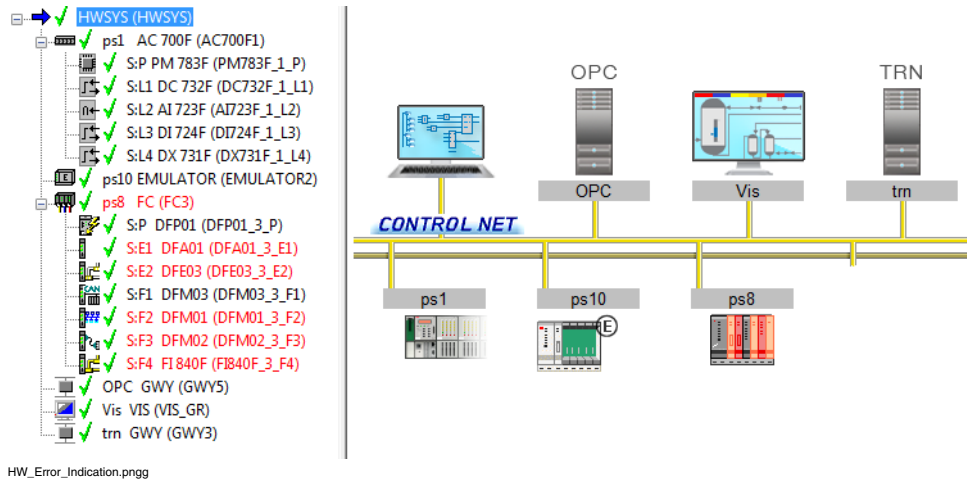 HWSYS (HWSYS)
ps1 AC 700F (AC700F1)
S:P PM 783F (PM783F_1_P)
S:L1 DC 732F (DC732F_1_L1)
S:L2 AI 723F (AI723F_1_L2)
S:L3 DI 724F (DI724F_1_L3)
S:L4 DX 731F (DX731F_1_L4)
ps10 EMULATOR (EMULATOR2)
ps8 FC (FC3)
S:P DFP01 (DFP01_3_P)
S:E1 DFA01 (DFA01_3_E1)
S:E2 DFE03 (DFE03_3_E2)
S:F1 DFM03 (DFM03_3_F1)
S:F2 DFM01 (DFM01_3_F2)
S:F3 DFM02 (DFM02_3_F3)
S:F4 FI 840F (FI840F_3_F4)
OPC GWY (GWY5)
Vis VIS (VIS_GR)
trn GWY (GWY3)
OPC
TRN
OPC
Vis
trn
CONTROL NET
ps1
ps10
ps8
E
E
CAN
HW_Error_Indication.pngg